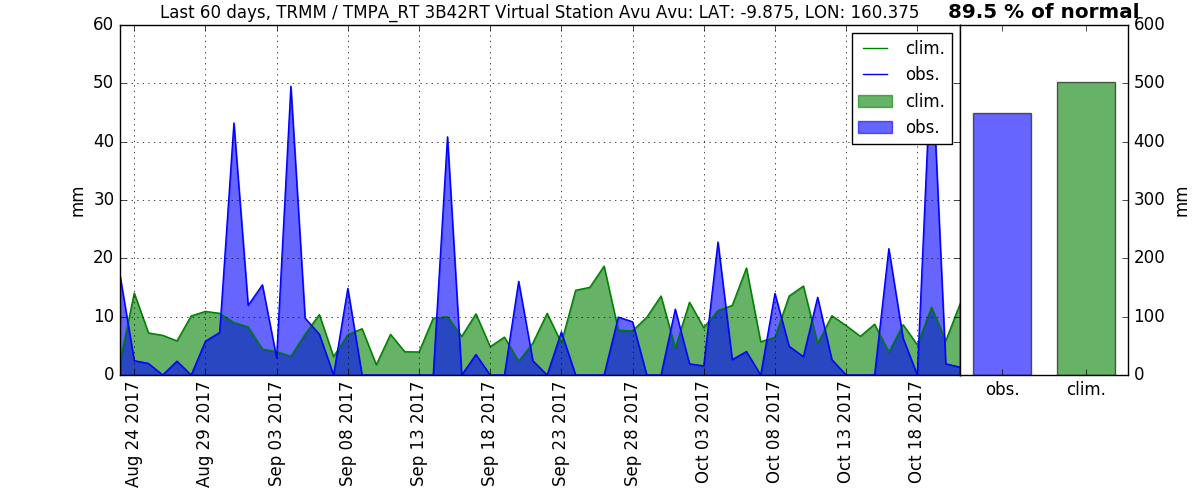 Last 60 days, TRMM / TMPA_RT 3B42RT Virtual Station Avu Avu: LAT: -9.875, LON: 160.375
89.5 % of normal
60
50
40
30
20
10
0
mm
clim.
obs.
clim.
obs.
600
500
400
300
200
100
0
mm
Aug 24 2017
Aug 29 2017
Sep 03 2017
Sep 08 2017
Sep 13 2017
Sep 18 2017
Sep 23 2017
Sep 28 2017
Oct 03 2017
Oct 08 2017
Oct 13 2017
Oct 18 2017
obs.
clim.